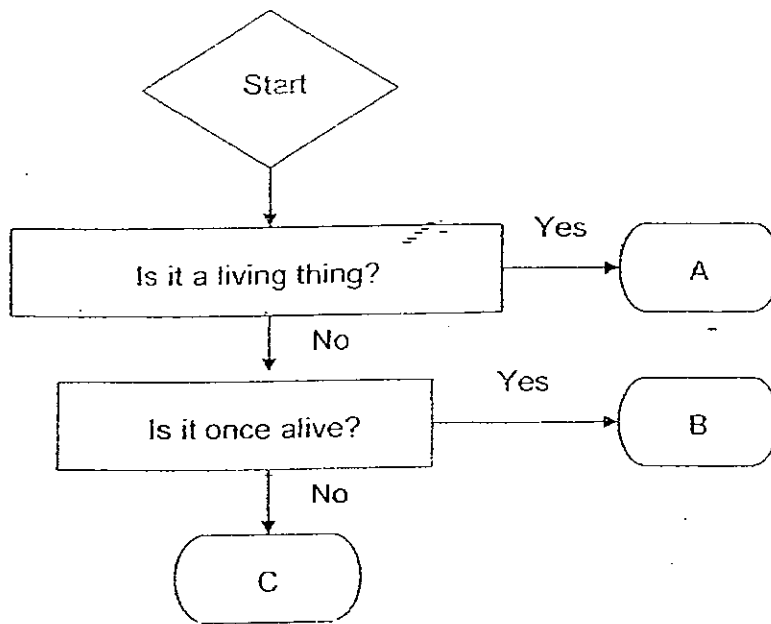 Start
Yes
Is it a living thing?
A
No
Yes
Is it once alive?
B
No
C